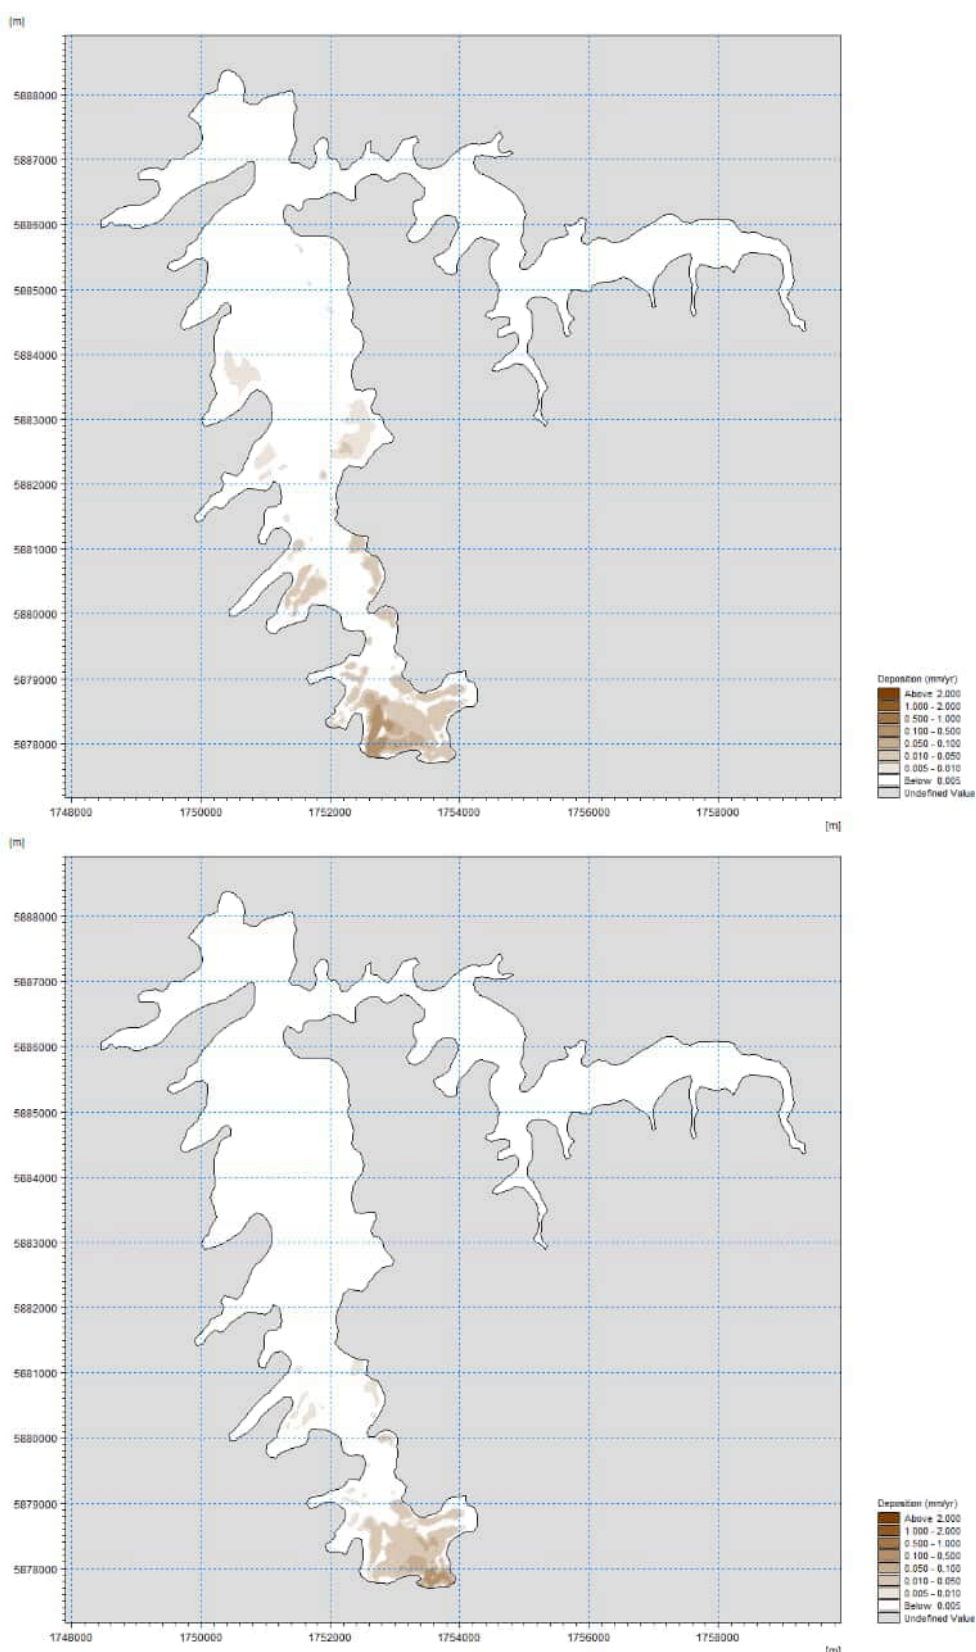 [m]
5888000
5887000
5886000
5885000
5884000
5883000
5882000
5881000
5880000
5879000
5878000
1748000 1750000 1752000 1754000 1756000 1758000
[m]
Deposition (mm/yr)
Above 2.000
1.000 - 2.000
0.500 - 1.000
0.100 - 0.500
0.050 - 0.100
0.010 - 0.050
0.005 - 0.010
Below 0.005
Undefined Value
[m]
5888000
5887000
5886000
5885000
5884000
5883000
5882000
5881000
5880000
5879000
5878000
1748000 1750000 1752000 1754000 1756000 1758000
[m]
Deposition (mm/yr)
Above 2.000
1.000 - 2.000
0.500 - 1.000
0.100 - 0.500
0.050 - 0.100
0.010 - 0.050
0.005 - 0.010
Below 0.005
Undefined Value